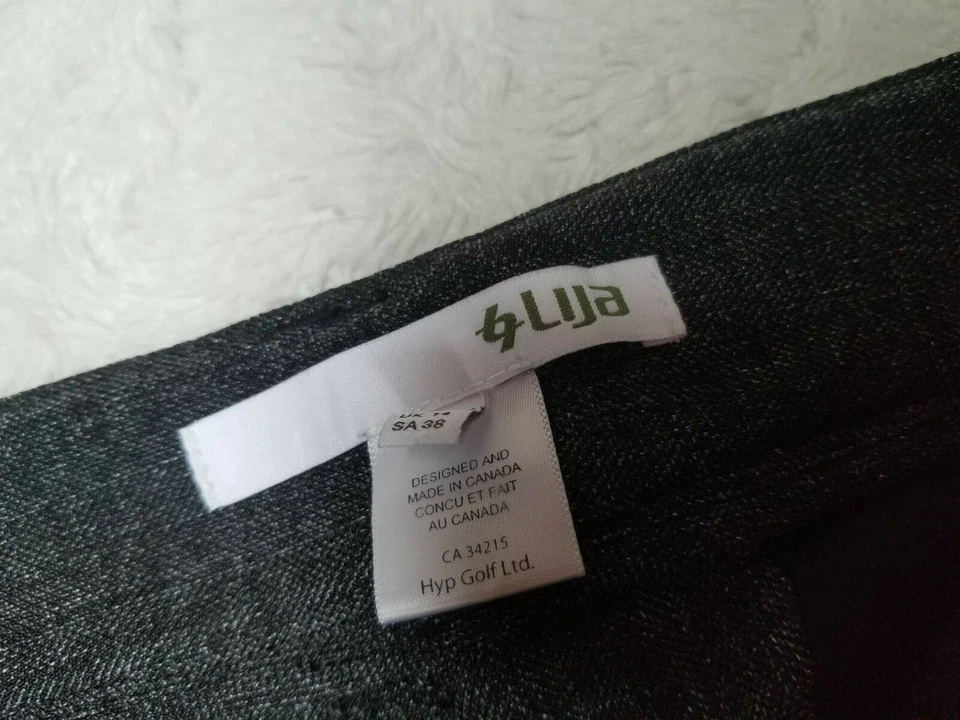 Lija
SA 38
DESIGNED AND
MADE IN CANADA
CONCU ET FAIT
AU CANADA
CA 34215
Hyp Golf Ltd.